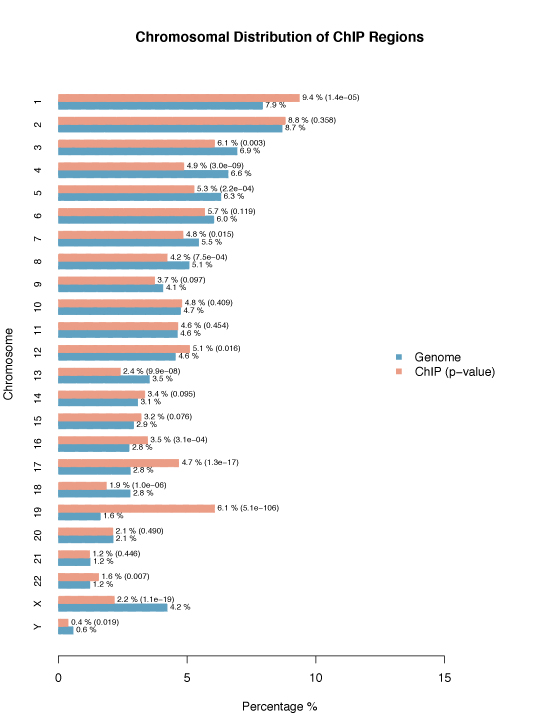 Chromosomal Distribution of ChIP Regions
1
9.4 % (1.4e−05)
7.9 %
2
8.8 % (0.358)
8.7 %
3
6.1 % (0.003)
6.9 %
4
4.9 % (3.0e−09)
6.6 %
5
5.3 % (2.2e−04)
6.3 %
6
5.7 % (0.119)
6.0 %
7
4.8 % (0.015)
5.5 %
8
4.2 % (7.5e−04)
5.1 %
9
3.7 % (0.097)
4.1 %
10
4.8 % (0.409)
4.7 %
11
4.6 % (0.454)
4.6 %
12
5.1 % (0.016)
4.6 %
13
2.4 % (9.9e−08)
3.5 %
14
3.4 % (0.095)
3.1 %
15
3.2 % (0.076)
2.9 %
16
3.5 % (3.1e−04)
2.8 %
17
4.7 % (1.3e−17)
2.8 %
18
1.9 % (1.0e−06)
2.8 %
19
6.1 % (5.1e−106)
1.6 %
20
2.1 % (0.490)
2.1 %
21
1.2 % (0.446)
1.2 %
22
1.6 % (0.007)
1.2 %
X
2.2 % (1.1e−19)
4.2 %
Y
0.4 % (0.019)
0.6 %
Chromosome
Genome
ChIP (p−value)
0 5 10 15
Percentage %